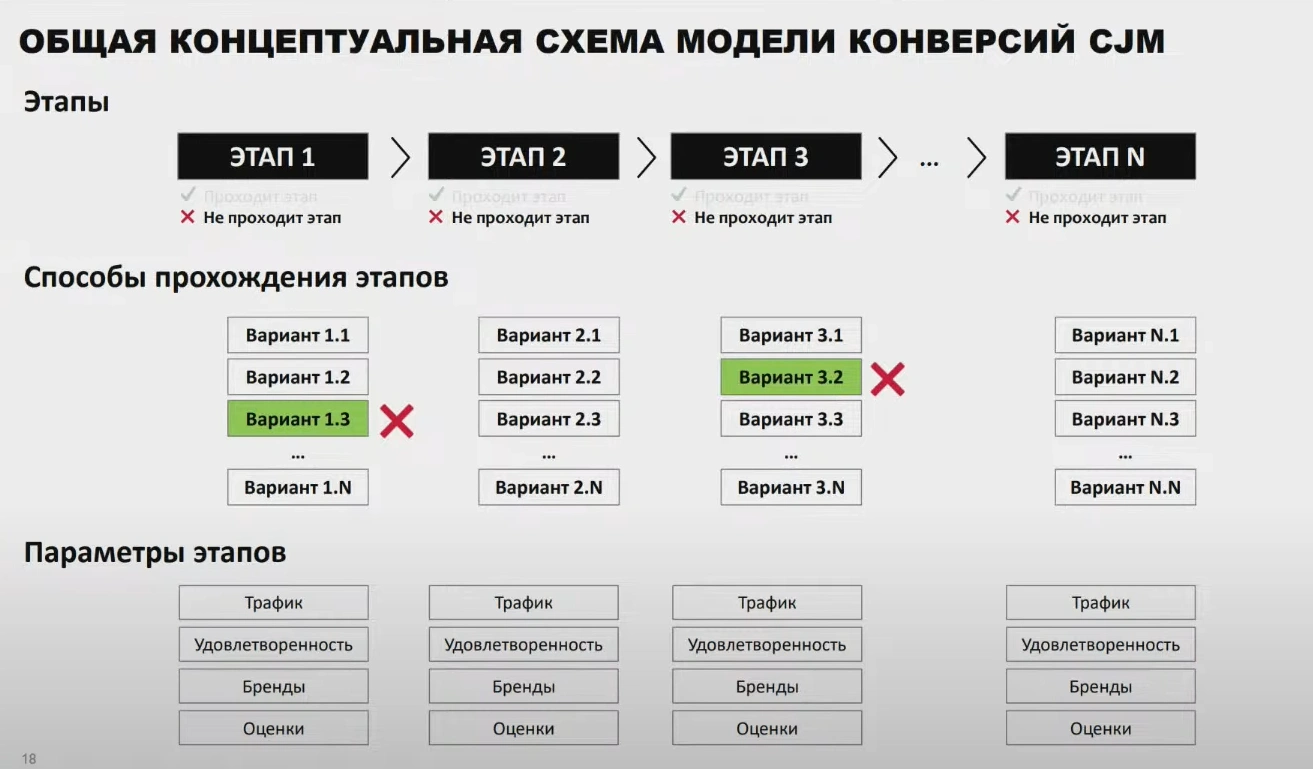 ОБЩАЯ КОНЦЕПТУАЛЬНАЯ СХЕМА МОДЕЛИ КОНВЕРСИЙ CJM
Этапы
ЭТАП 1 ЭТАП 2 ЭТАП 3 ... ЭТАП N
Проходит этап Проходит этап Проходит этап Проходит этап
Не проходит этап Не проходит этап Не проходит этап Не проходит этап
Способы прохождения этапов
Вариант 1.1 Вариант 2.1 Вариант 3.1 Вариант N.1
Вариант 1.2 Вариант 2.2 Вариант 3.2 Вариант N.2
Вариант 1.3 Вариант 2.3 Вариант 3.3 Вариант N.3
... ... ... ...
Вариант 1.N Вариант 2.N Вариант 3.N Вариант N.N
Параметры этапов
Трафик Трафик Трафик Трафик
Удовлетворенность Удовлетворенность Удовлетворенность Удовлетворенность
Бренды Бренды Бренды Бренды
Оценки Оценки Оценки Оценки
18